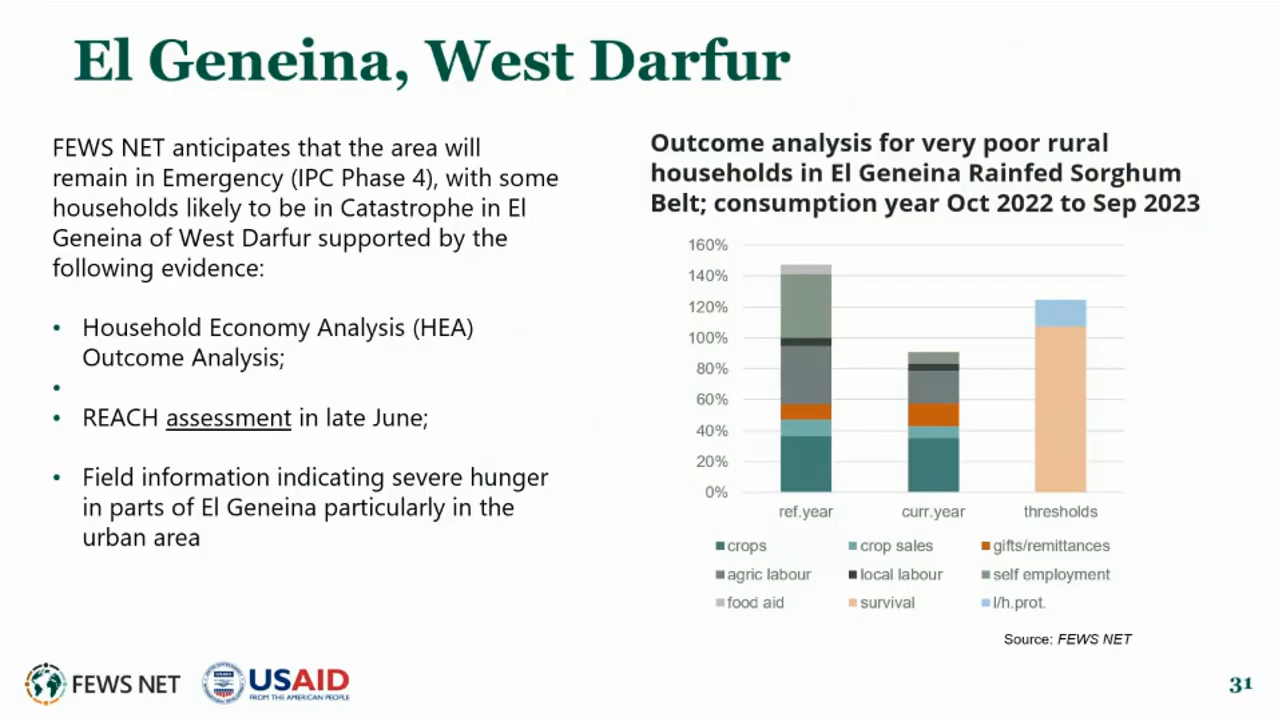 El Geneina, West Darfur
FEWS NET anticipates that the area will
remain in Emergency (IPC Phase 4), with some
households likely to be in Catastrophe in El
Geneina of West Darfur supported by the
following evidence:
• Household Economy Analysis (HEA)
Outcome Analysis;
•
• REACH assessment in late June;
• Field information indicating severe hunger
in parts of El Geneina particularly in the
urban area
Outcome analysis for very poor rural
households in El Geneina Rainfed Sorghum
Belt; consumption year Oct 2022 to Sep 2023
160%
140%
120%
100%
80%
60%
40%
20%
0%
ref.year curr.year thresholds
crops crop sales gifts/remittances
agric labour local labour self employment
food aid survival l/h.prot.
Source: FEWS NET
FEWS NET
USAID
FROM THE AMERICAN PEOPLE
31